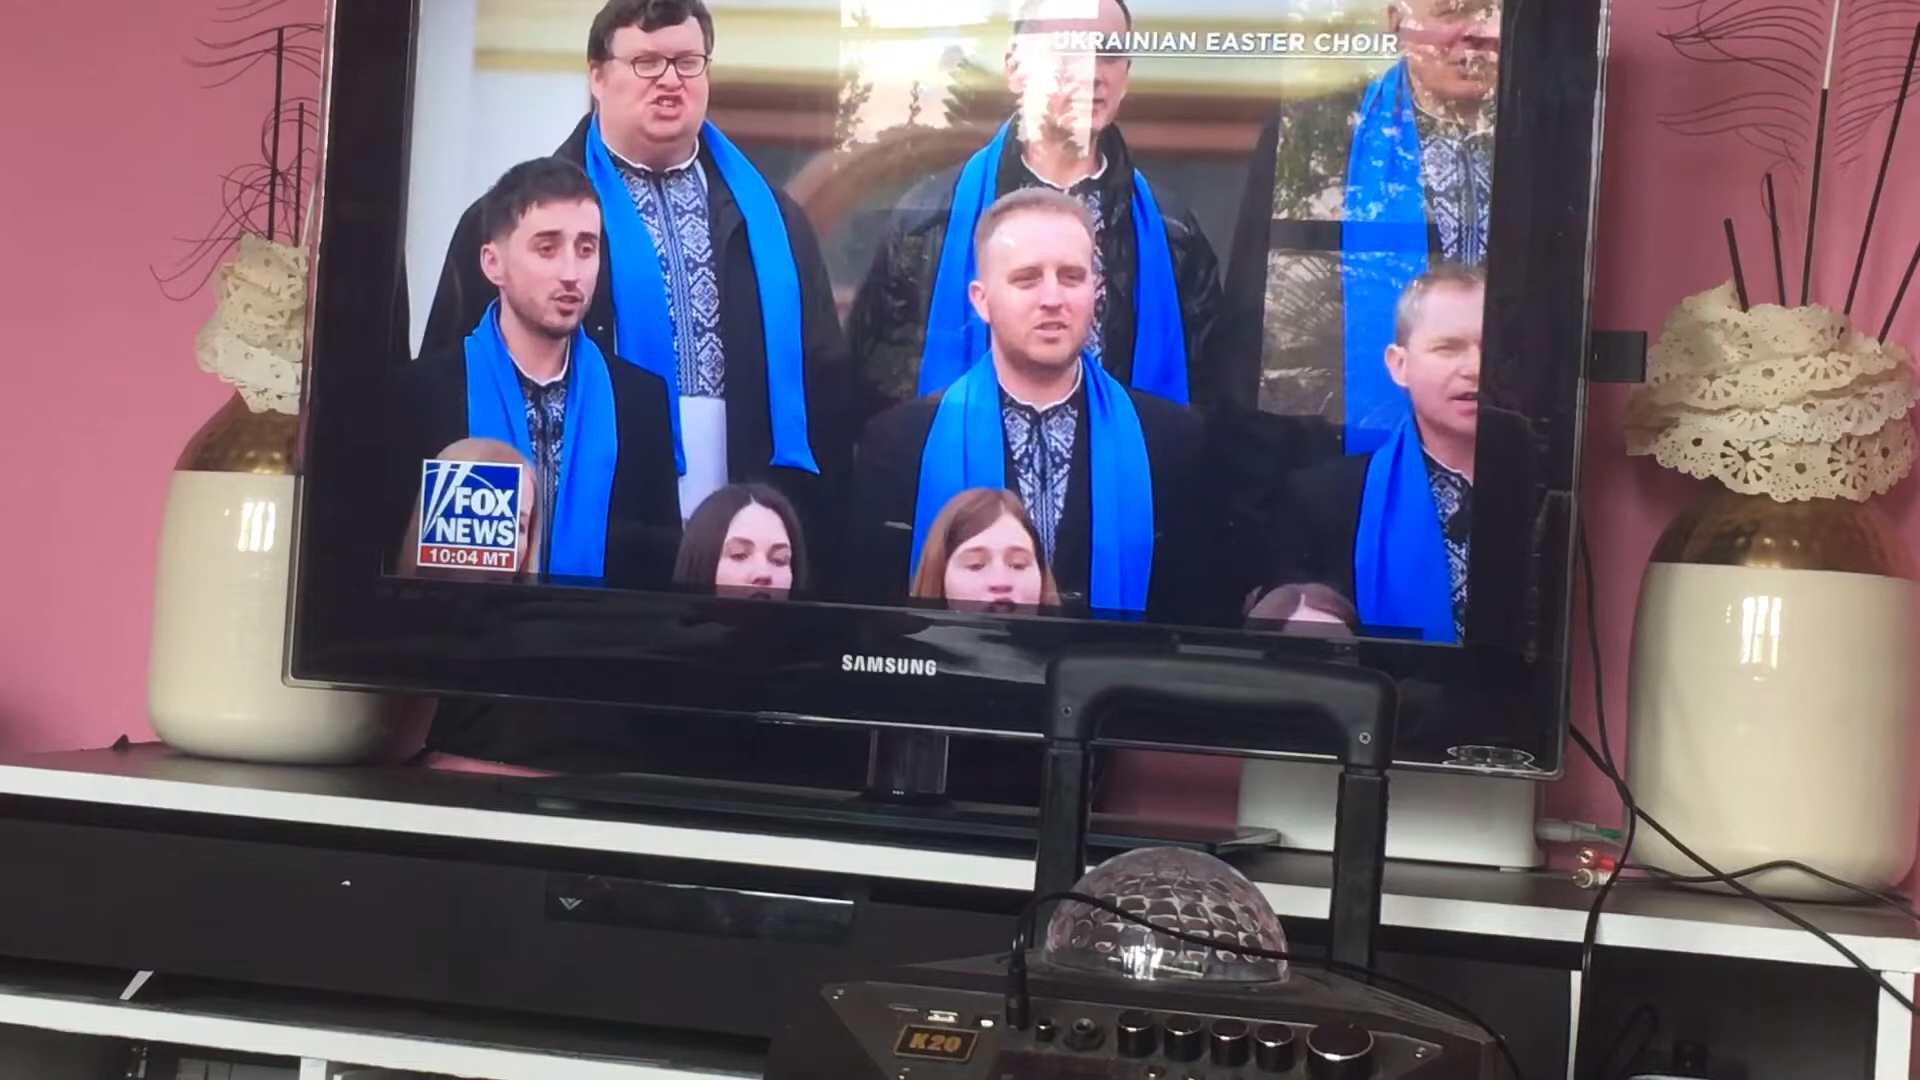 UKRAINIAN EASTER CHOIR
FOX
NEWS
10:04 MT
SAMSUNG
K20